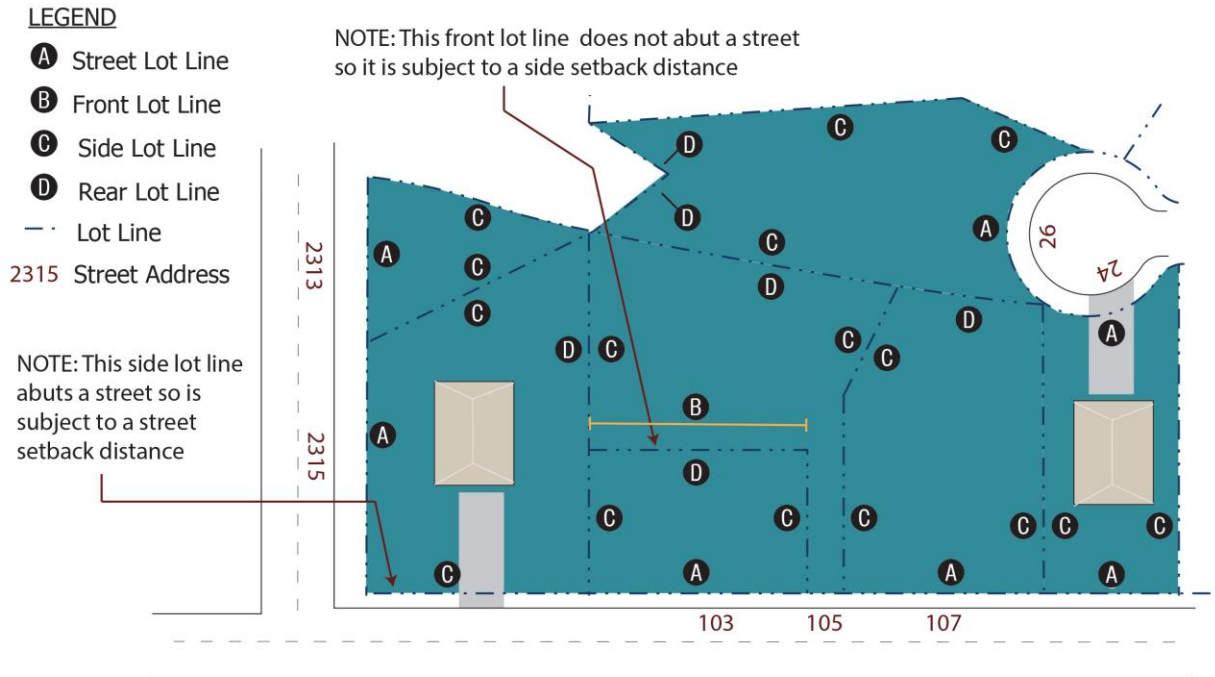 LEGEND
A Street Lot Line
B Front Lot Line
C Side Lot Line
D Rear Lot Line
Lot Line
2315 Street Address
NOTE: This front lot line does not abut a street
so it is subject to a side setback distance
NOTE: This side lot line
abuts a street so is
subject to a street
setback distance
C
C
D
D
C
A
C
2313
A
C
C
C
D
26
24
D
A
D
C
C
C
B
A
2315
D
C
C
C
C
C
C
C
A
A
A
103
105
107